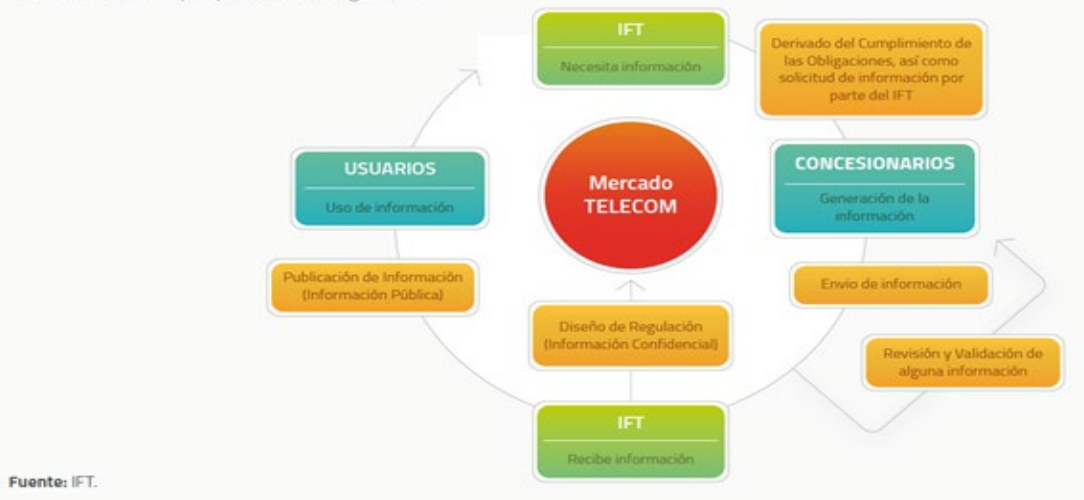 IFT
Necesita información
Derivado del Cumplimiento de
las Obligaciones, así como
solicitud de información por
parte del IFT
USUARIOS
Uso de información
Mercado
TELECOM
CONCESIONARIOS
Generación de la
información
Publicación de Información
(Información Pública)
Envio de información
Diseño de Regulación
(Información Confidencial)
Revisión y Validación de
alguna información
IFT
Recibe información
Fuente: IFT.